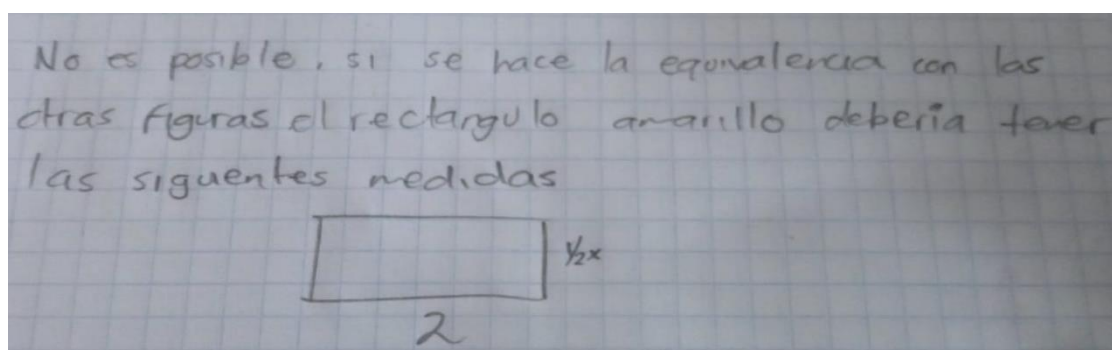 No es posible, si se hace la equivalencia con las
otras figuras el rectangulo amarillo deberia tener
las siguentes medidas
½x
2